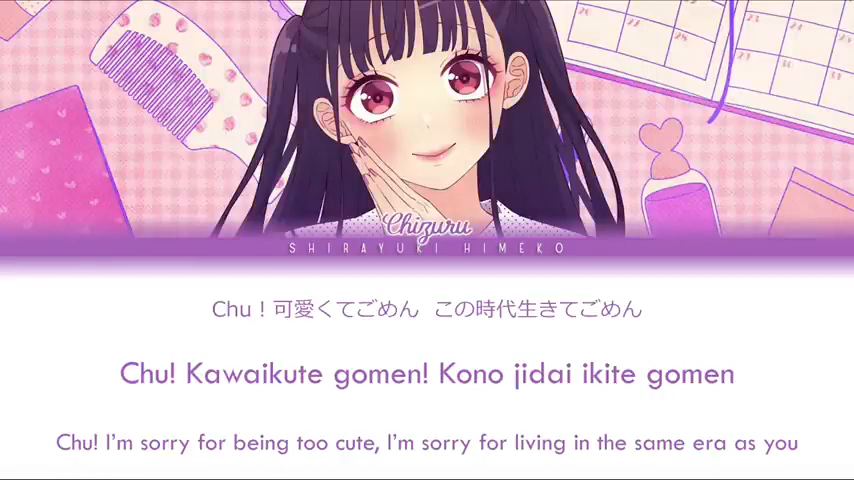 Chizuru
SHIRAYUKI HIMEKO
Chu！可愛くてごめん この時代生きてごめん
Chu! Kawaikute gomen! Kono jidai ikite gomen
Chu! I'm sorry for being too cute, I'm sorry for living in the same era as you